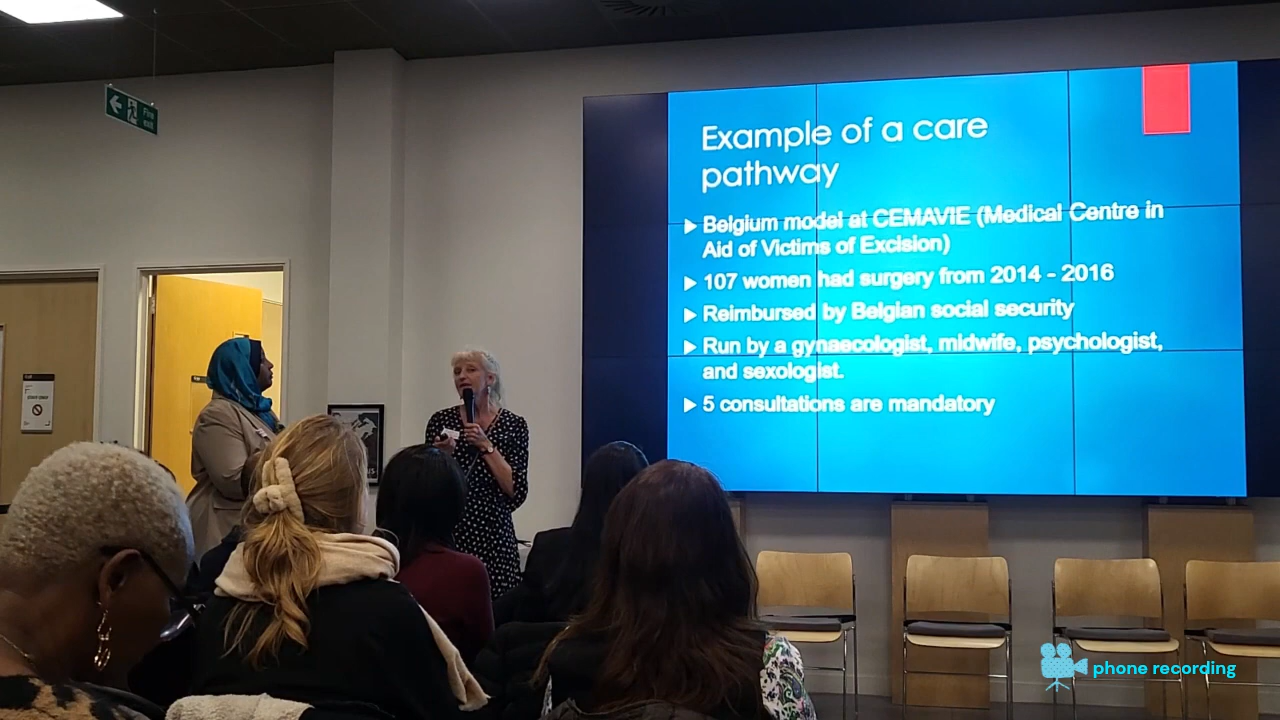 Fire
exit
Example of a care
pathway
Belgium model at CEMAVIE (Medical Centre in
Aid of Victims of Excision)
107 women had surgery from 2014 - 2016
Reimbursed by Belgian social security
Run by a gynaecologist, midwife, psychologist,
and sexologist.
5 consultations are mandatory
phone recording